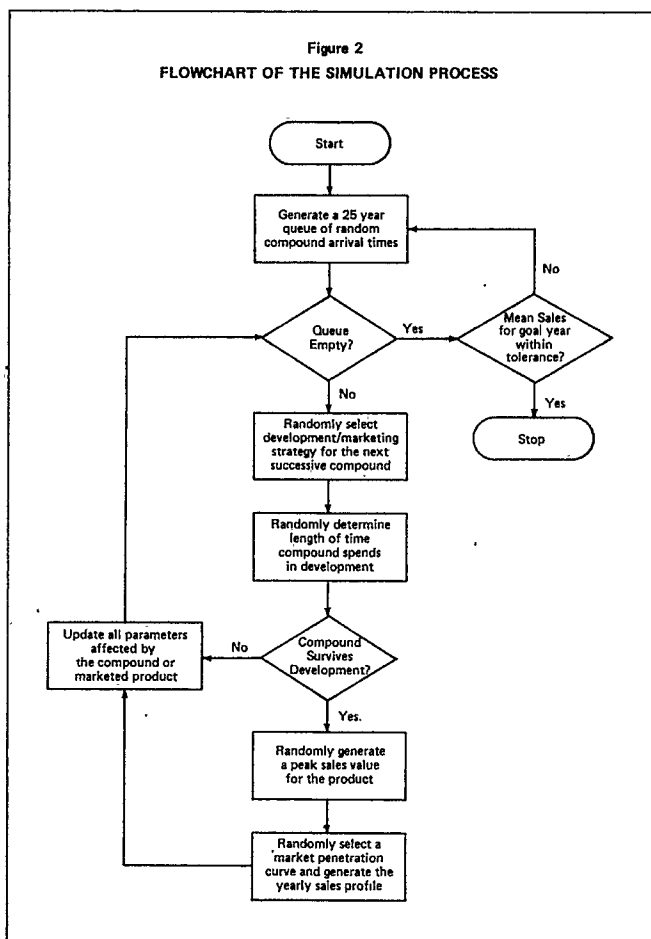 Figure 2
FLOWCHART OF THE SIMULATION PROCESS
Start
Generate a 25 year
queue of random
compound arrival times
No
Queue
Empty?
Yes
Mean Sales
for goal year
within
tolerance?
No
Yes
Randomly select
development/marketing
strategy for the next
successive compound
Stop
Randomly determine
length of time
compound spends
in development
Update all parameters
affected by
the compound or
marketed product
No
Compound
Survives
Development?
Yes.
Randomly generate
a peak sales value
for the product
Randomly select a
market penetration
curve and generate the
yearly sales profile